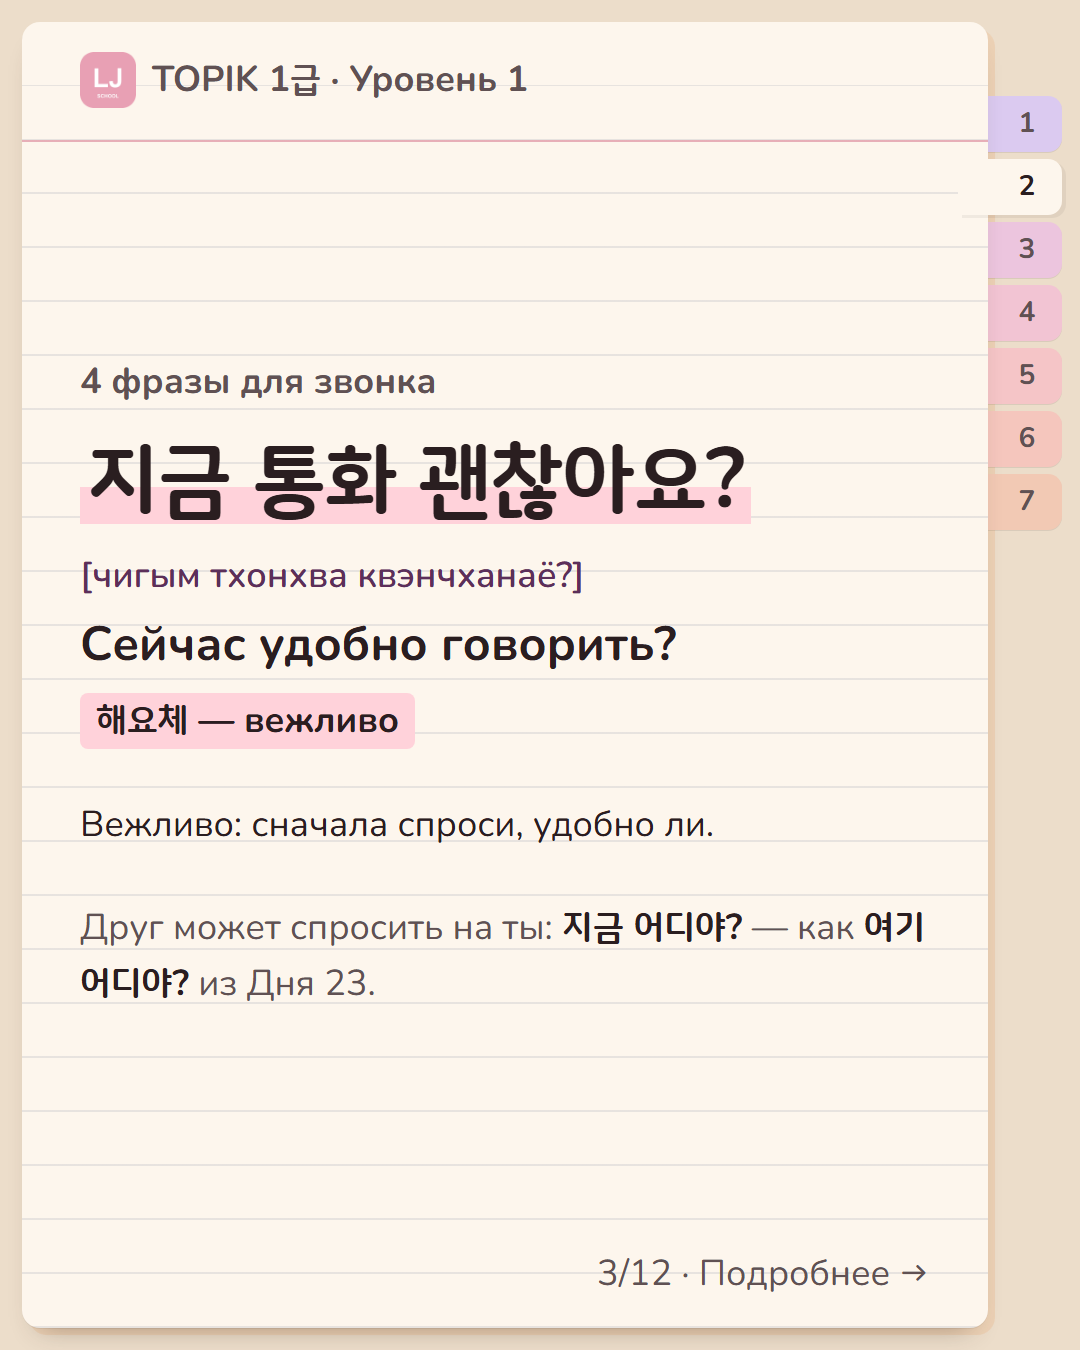 LJ
SCHOOL
TOPIK 1급 · Уровень 1
1
2
3
4
5
6
7
4 фразы для звонка
지금 통화 괜찮아요?
[чигым тхонхва квэнчханаё?]
Сейчас удобно говорить?
해요체 — вежливо
Вежливо: сначала спроси, удобно ли.
Друг может спросить на ты: 지금 어디야? — как 여기
어디야? из Дня 23.
3/12 · Подробнее →